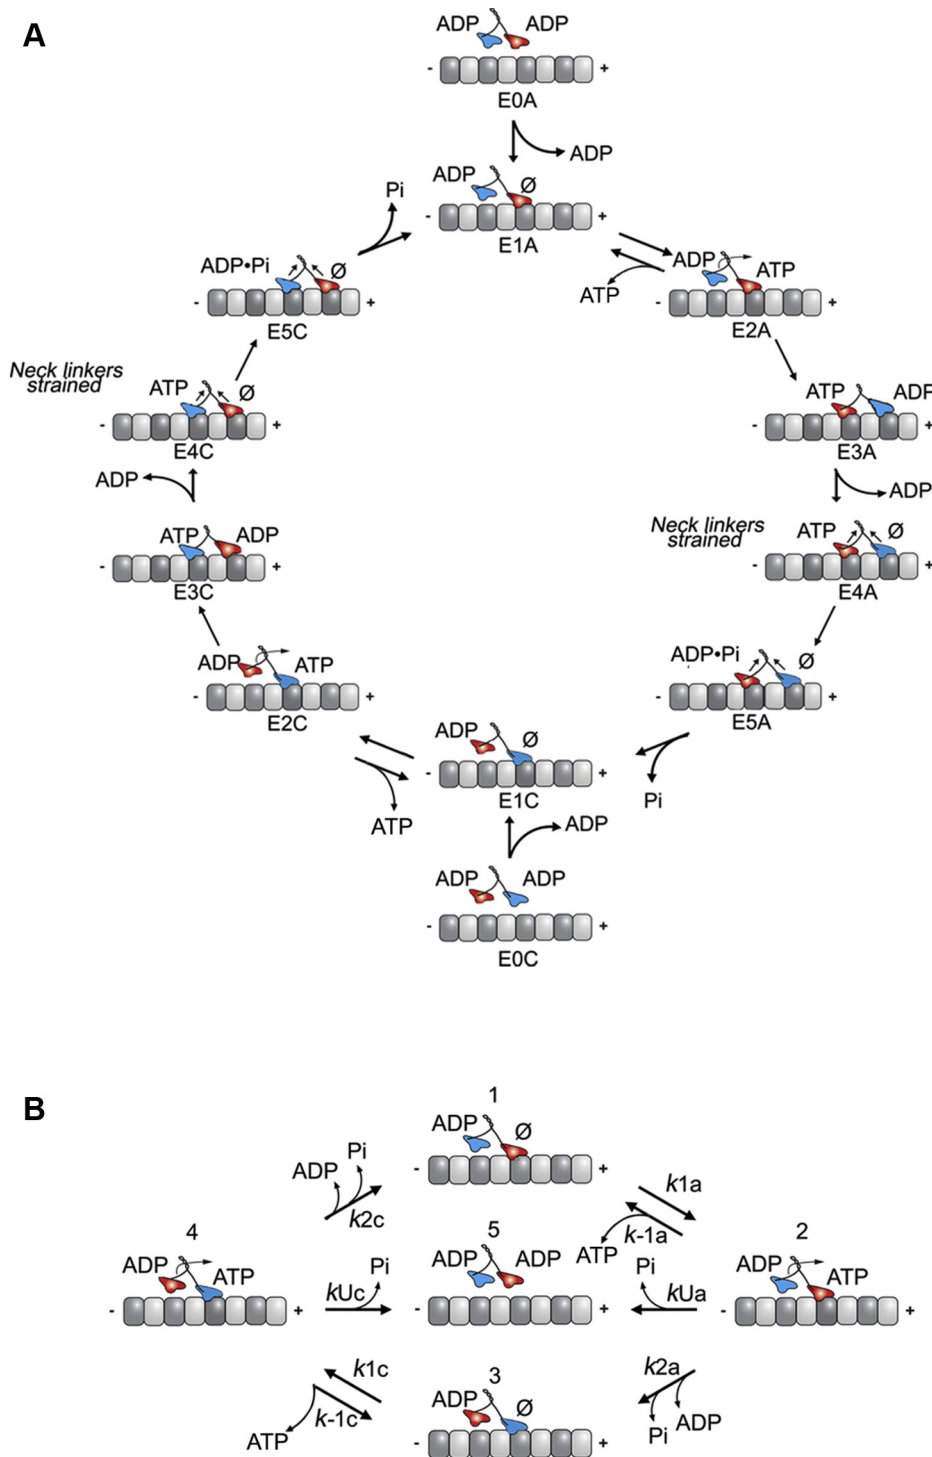 A
ADP ADP
- +
E0A
ADP
ADP Ø
- +
E1A
Pi
ADP•Pi Ø
- +
E5C
ADP ATP
ATP
- +
E2A
Neck linkers
strained
ATP Ø
- +
E4C
ATP ADP
- +
E3A
ADP
ADP
Neck linkers
strained
ATP Ø
- +
E4A
ATP ADP
- +
E3C
ADP ATP
- +
E2C
ADP•Pi Ø
- +
E5A
ADP Ø
- +
E1C
ATP
Pi
ADP
ADP ADP
- +
E0C
B
1
ADP Ø
- +
ADP Pi
k2c
k1a
k-1a
ATP
4
ADP ATP
- +
kUc
Pi
5
ADP ADP
Pi
kUa
2
ADP ATP
- +
k1c
k-1c
ATP
3
ADP Ø
- +
k2a
Pi ADP